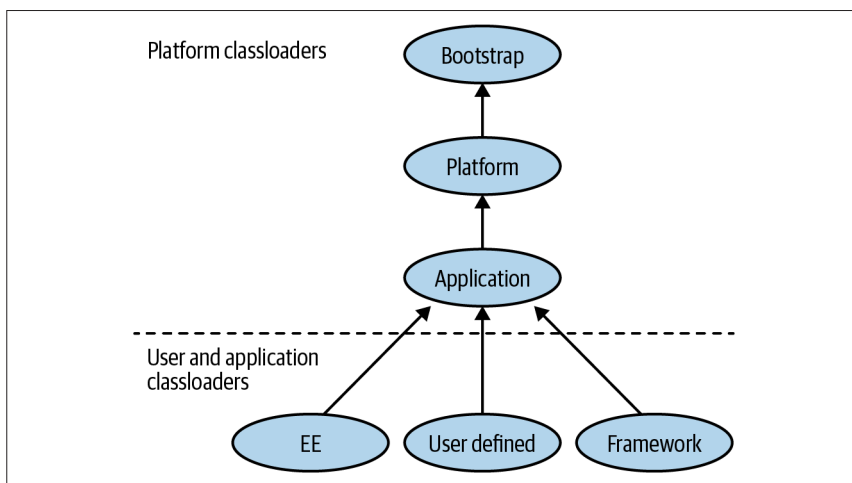 Platform classloaders
Bootstrap
Platform
Application
User and application
classloaders
EE
User defined
Framework